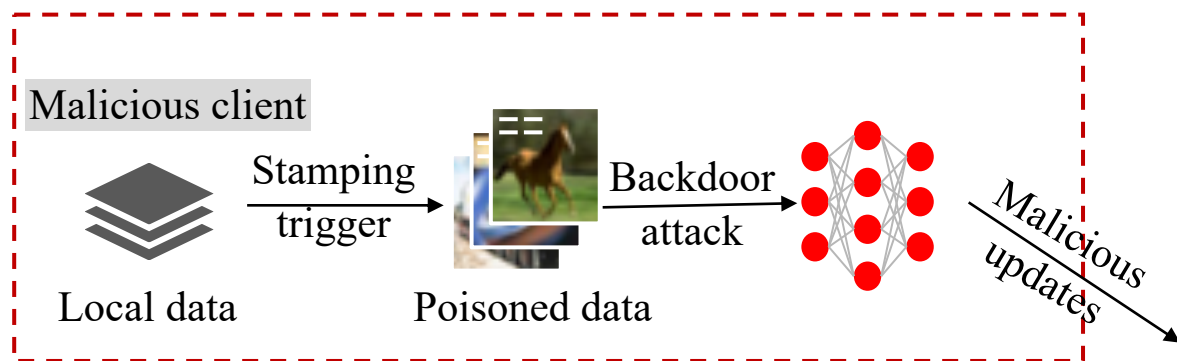 Malicious client
Stamping
trigger
Backdoor
attack
Malicious
updates
Local data
Poisoned data